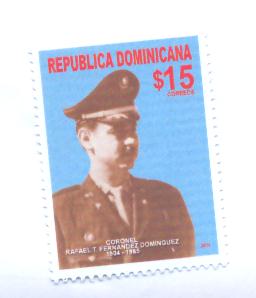 REPUBLICA DOMINICANA
$15
CORREOS
CORONEL
RAFAEL T. FERNANDEZ DOMINGUEZ
1934 - 1965